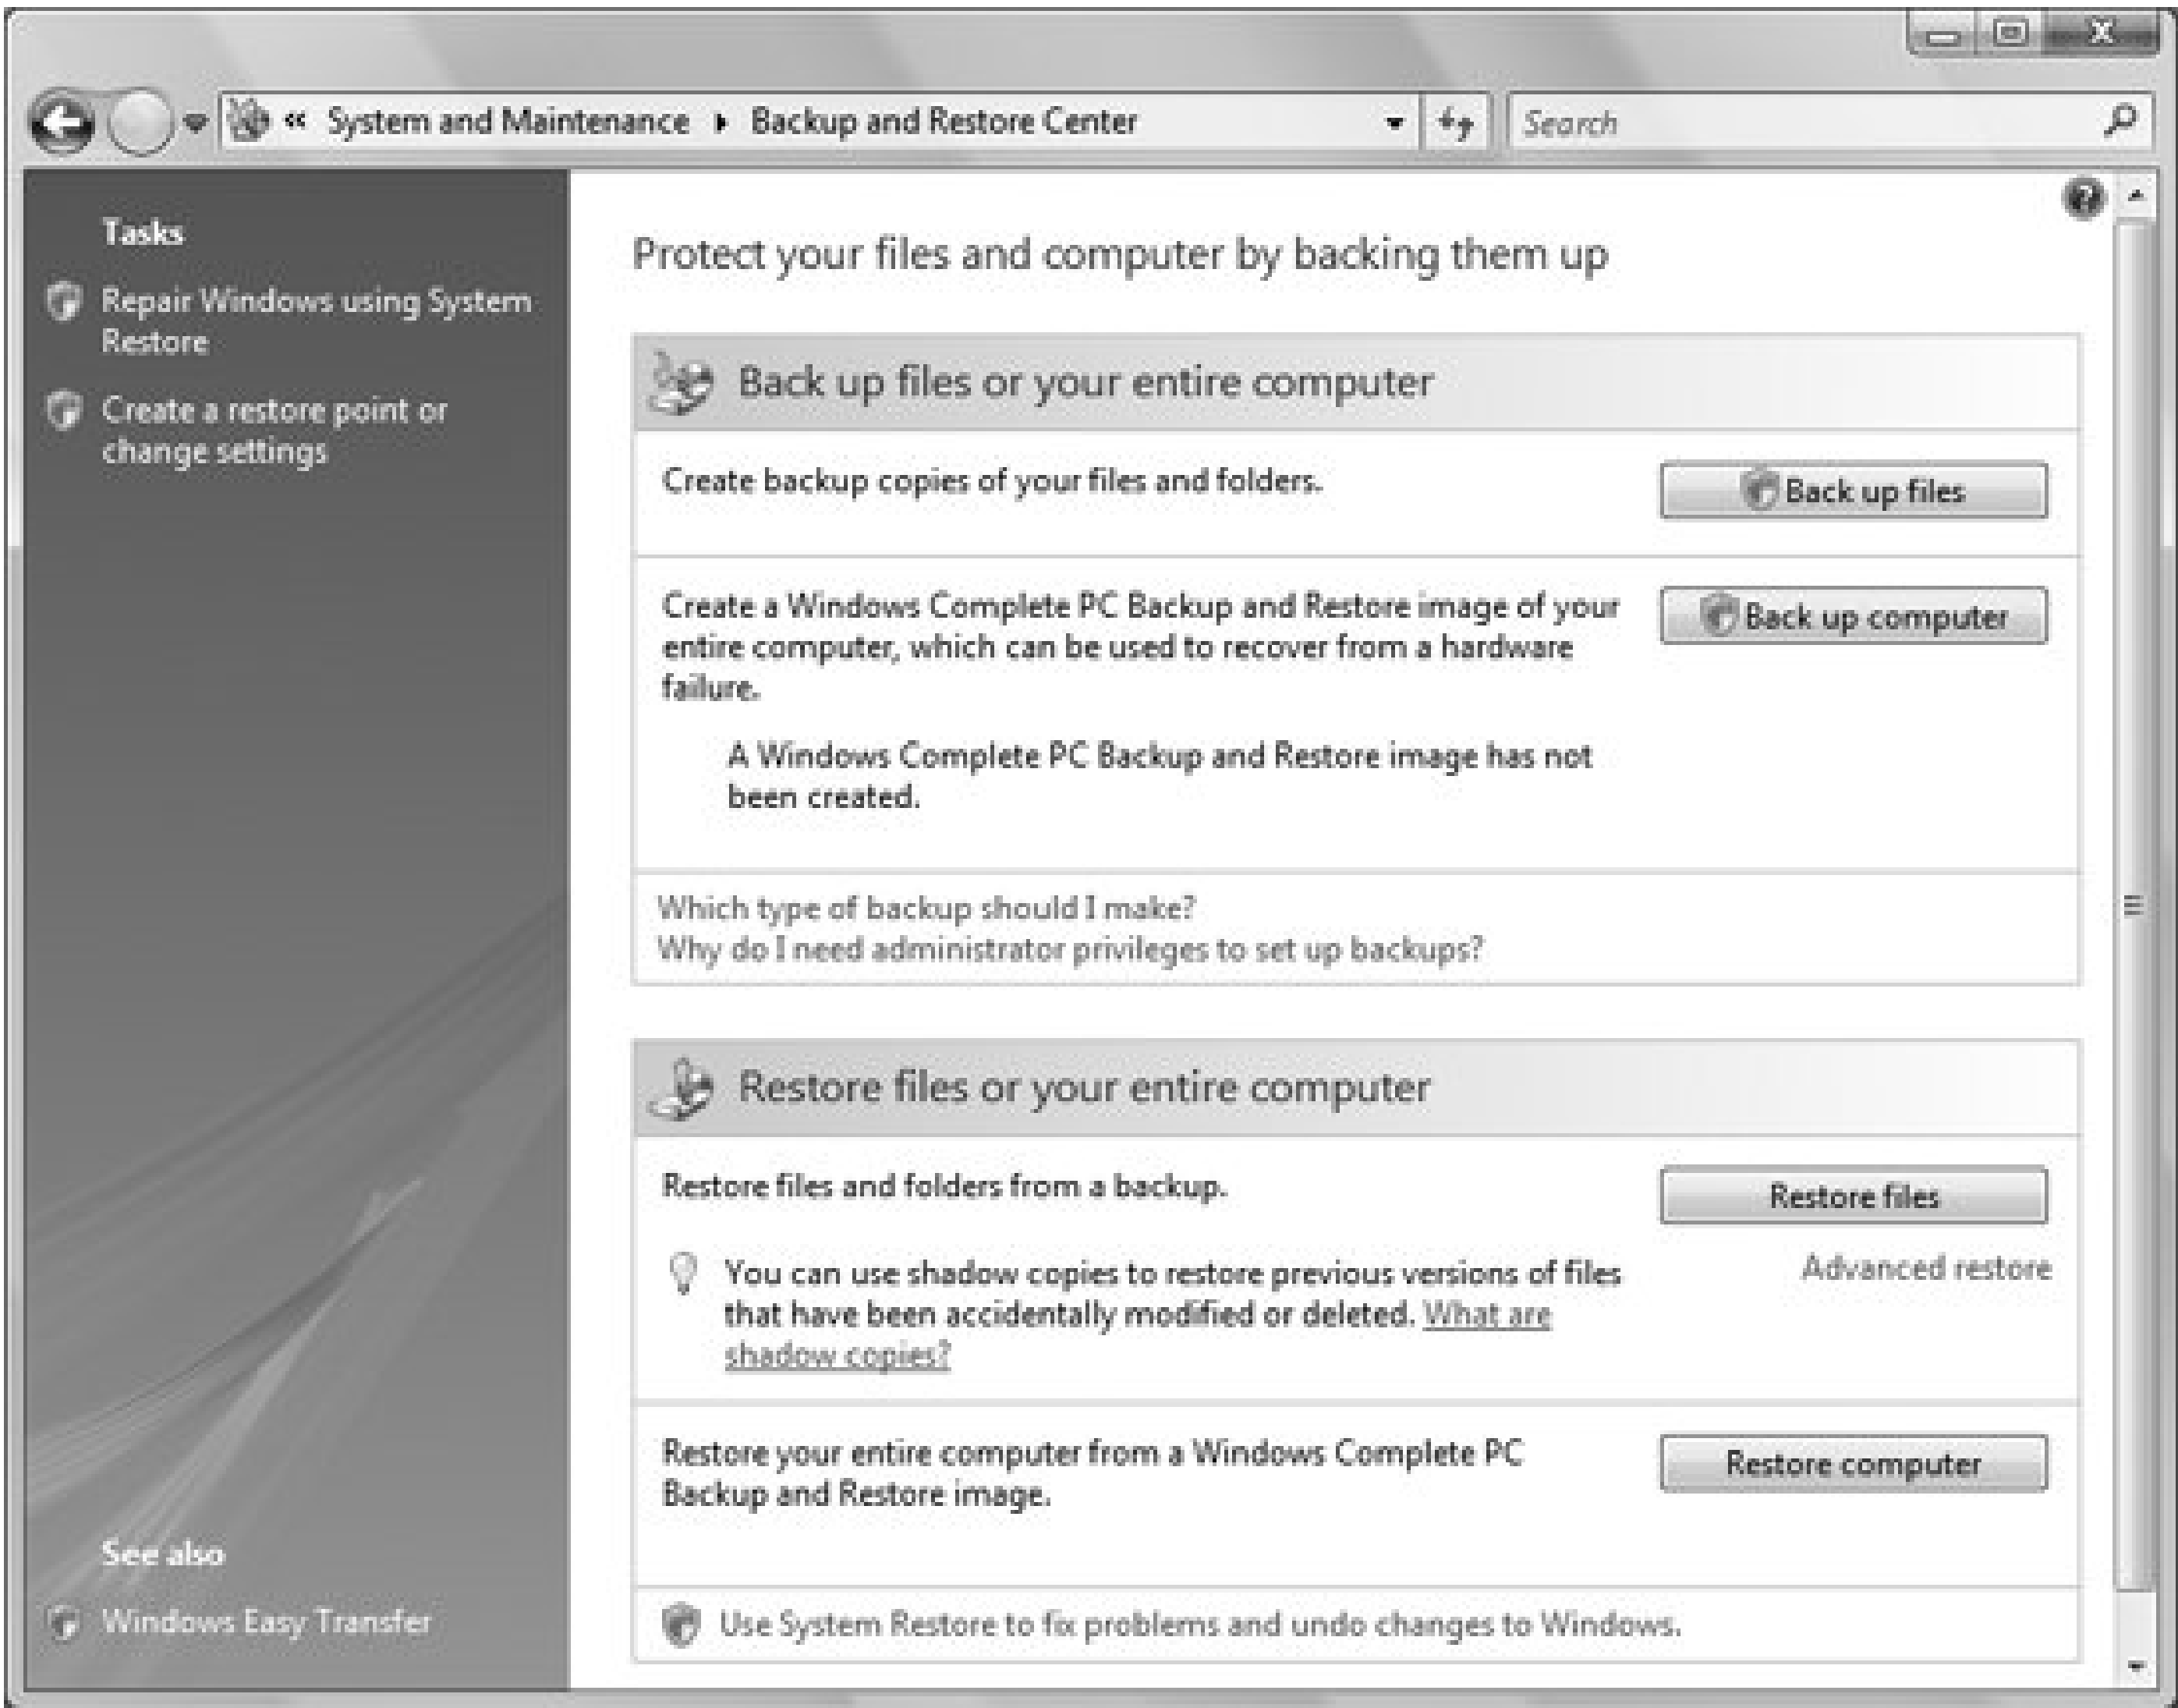 « System and Maintenance ▸ Backup and Restore Center
Search
Tasks
Repair Windows using System
Restore
Create a restore point or
change settings
See also
Windows Easy Transfer
Protect your files and computer by backing them up
Back up files or your entire computer
Create backup copies of your files and folders.
Back up files
Create a Windows Complete PC Backup and Restore image of your
entire computer, which can be used to recover from a hardware
failure.
Back up computer
A Windows Complete PC Backup and Restore image has not
been created.
Which type of backup should I make?
Why do I need administrator privileges to set up backups?
Restore files or your entire computer
Restore files and folders from a backup.
Restore files
Advanced restore
You can use shadow copies to restore previous versions of files
that have been accidentally modified or deleted. What are
shadow copies?
Restore your entire computer from a Windows Complete PC
Backup and Restore image.
Restore computer
Use System Restore to fix problems and undo changes to Windows.